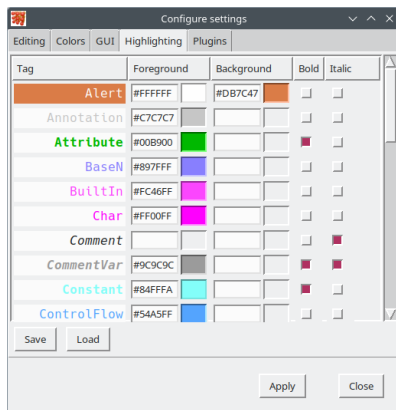 Configure settings
Editing Colors GUI Highlighting Plugins
Tag Foreground Background Bold Italic
Alert #FFFFFF #DB7C47
Annotation #C7C7C7
Attribute #00B900
BaseN #897FFF
BuiltIn #FC46FF
Char #FF00FF
Comment
CommentVar #9C9C9C
Constant #84FFFA
ControlFlow #54A5FF
Save Load
Apply Close